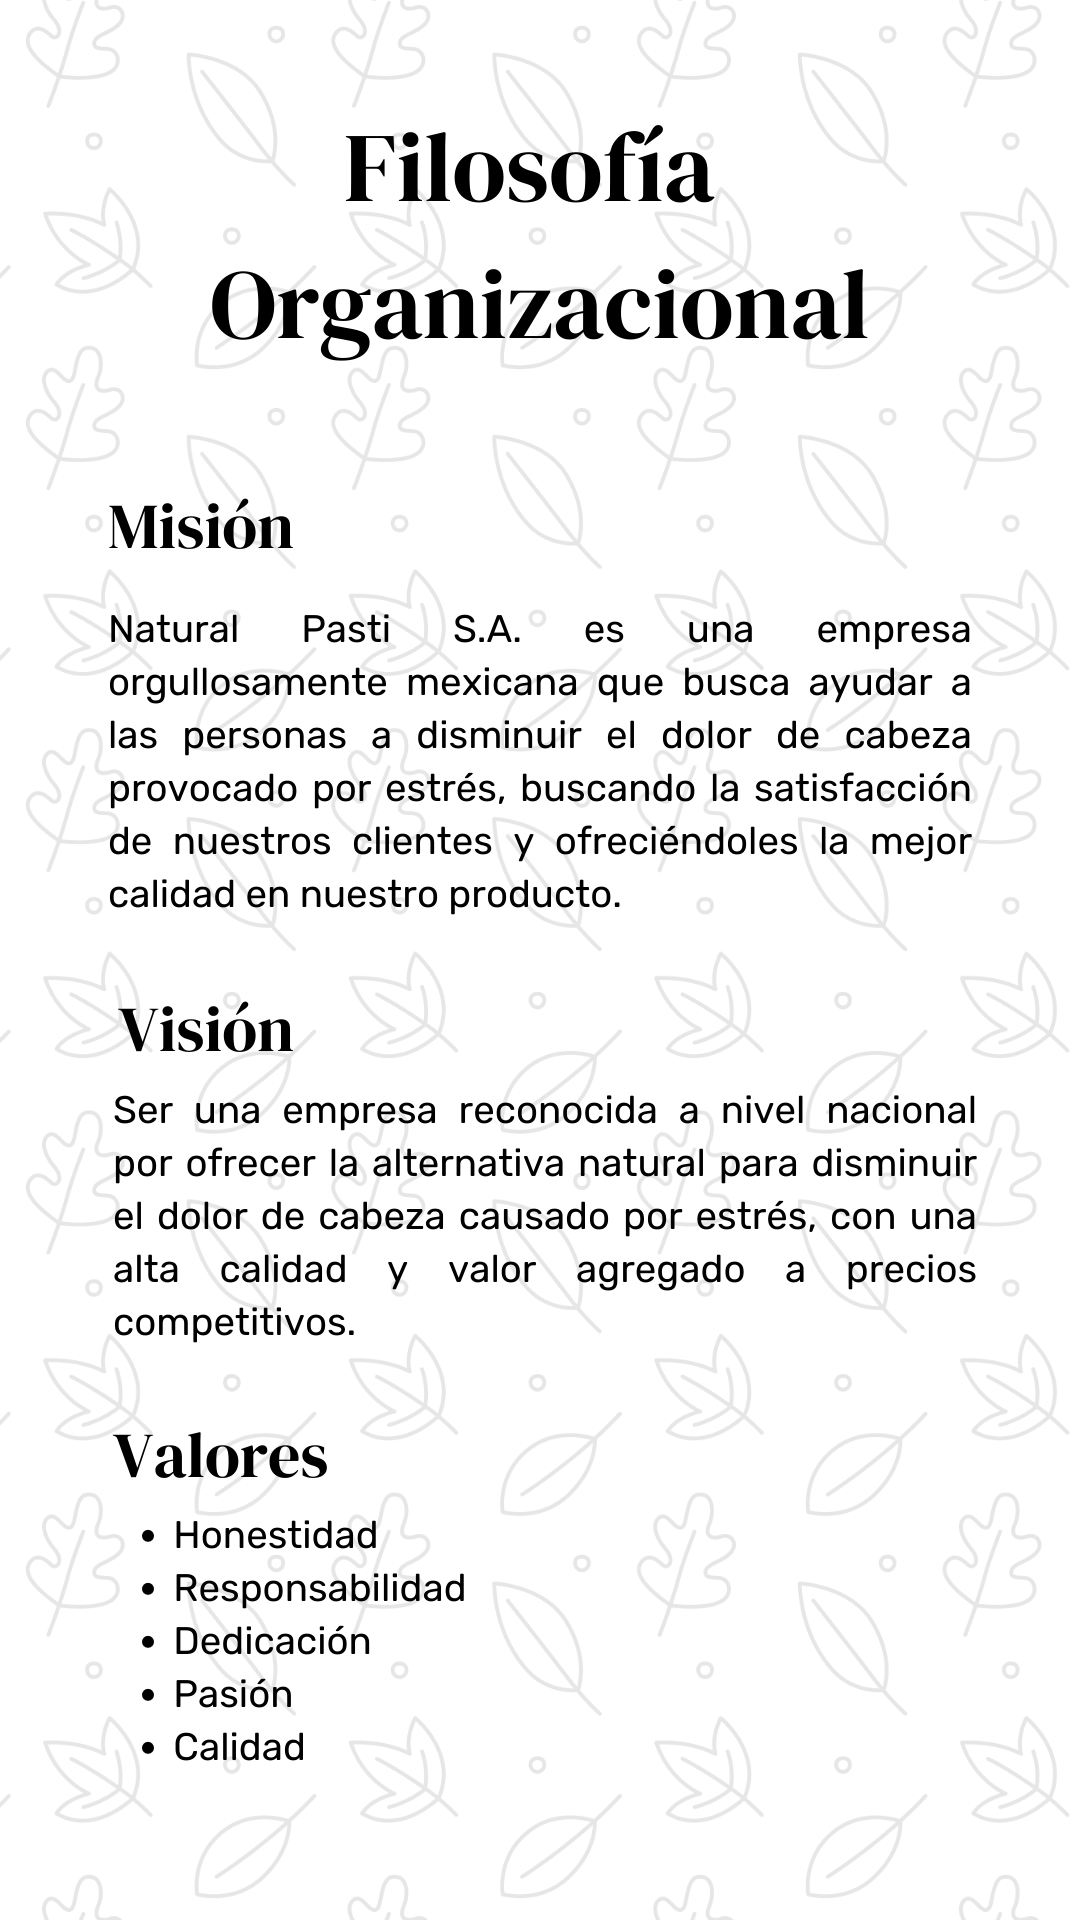 Filosofía
Organizacional
Misión
Natural Pasti S.A. es una empresa
orgullosamente mexicana que busca ayudar a
las personas a disminuir el dolor de cabeza
provocado por estrés, buscando la satisfacción
de nuestros clientes y ofreciéndoles la mejor
calidad en nuestro producto.
Visión
Ser una empresa reconocida a nivel nacional
por ofrecer la alternativa natural para disminuir
el dolor de cabeza causado por estrés, con una
alta calidad y valor agregado a precios
competitivos.
Valores
• Honestidad
• Responsabilidad
• Dedicación
• Pasión
• Calidad